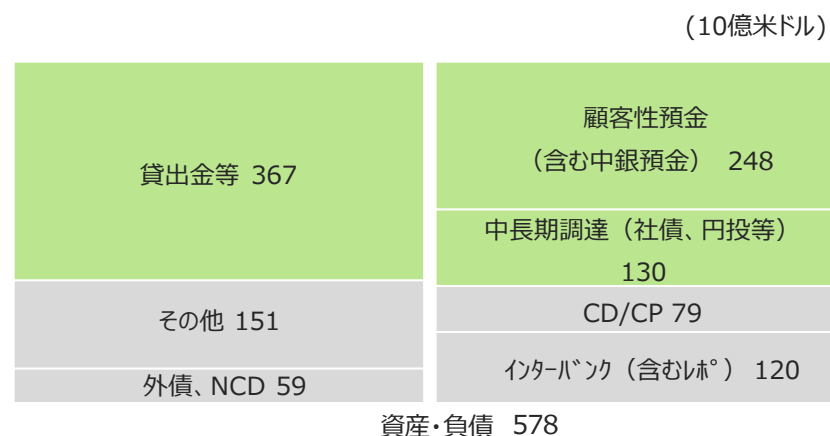 (10億米ドル)
貸出金等 367
その他 151
外債、NCD 59
顧客性預金
（含む中銀預金） 248
中長期調達（社債、円投等）
130
CD/CP 79
ｲﾝﾀｰﾊﾞﾝｸ（含むﾚﾎﾟ） 120
資産・負債 578